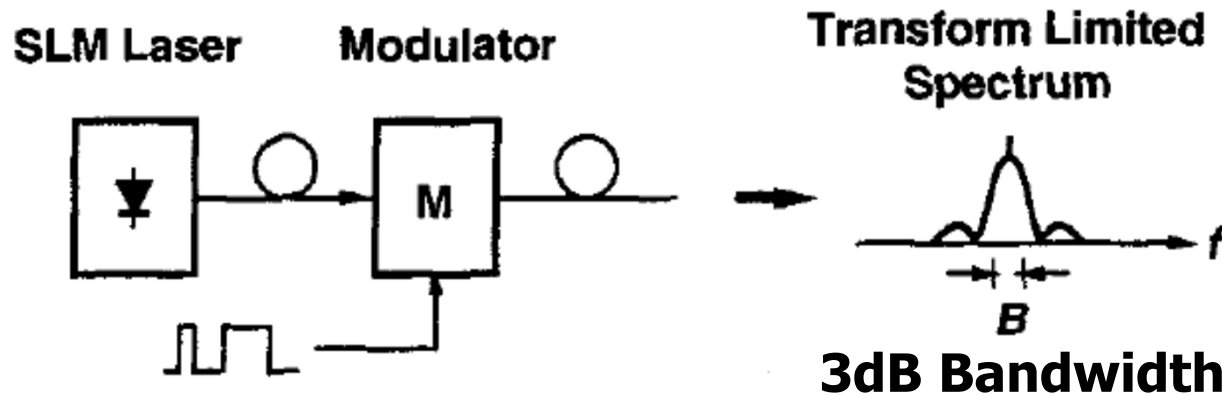 SLM Laser
Modulator
Transform Limited
Spectrum
M
f
B
3dB Bandwidth